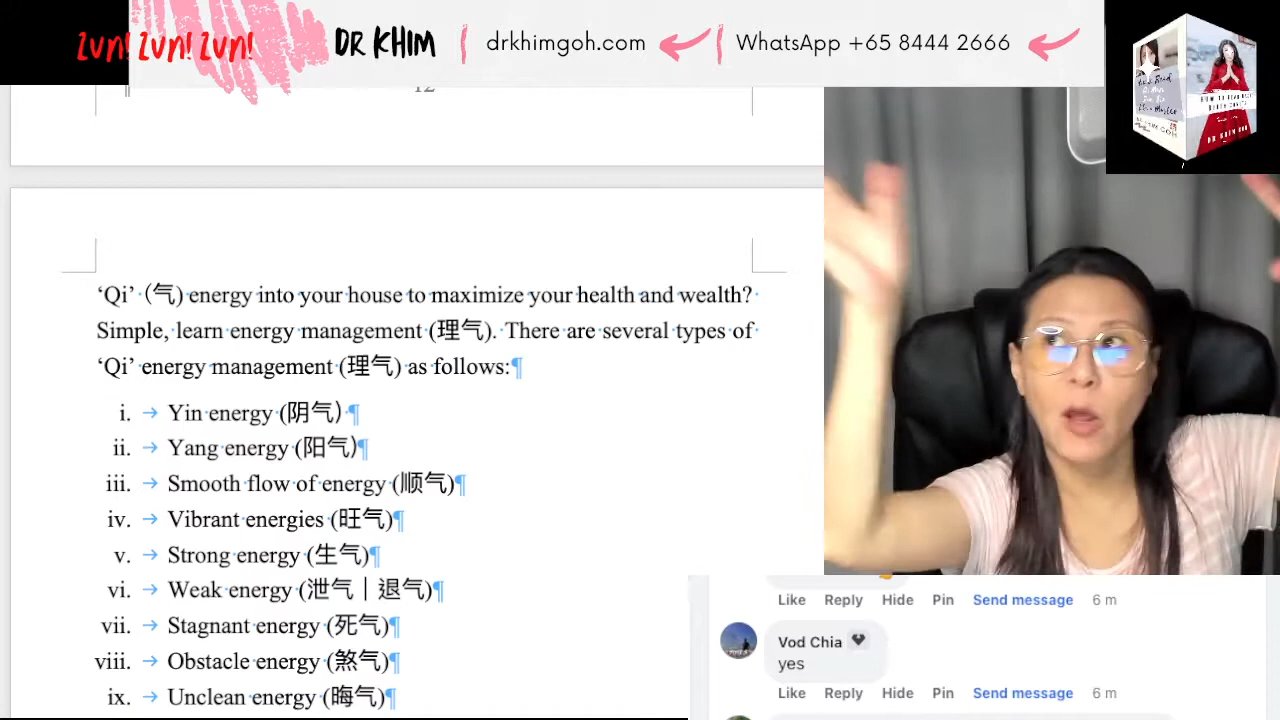 Zun! Zun! Zun!
DR KHIM
drkhimgoh.com
WhatsApp +65 8444 2666
12
‘Qi’ (气) energy into your house to maximize your health and wealth?
Simple, learn energy management (理气). There are several types of
‘Qi’ energy management (理气) as follows:¶
i. → Yin energy (阴气) ¶
ii. → Yang energy (阳气)¶
iii. → Smooth flow of energy (顺气)¶
iv. → Vibrant energies (旺气)¶
v. → Strong energy (生气)¶
vi. → Weak energy (泄气｜退气)¶
vii. → Stagnant energy (死气)¶
viii. → Obstacle energy (煞气)¶
ix. → Unclean energy (晦气)¶
Like Reply Hide Pin Send message 6 m
Vod Chia
yes
Like Reply Hide Pin Send message 6 m